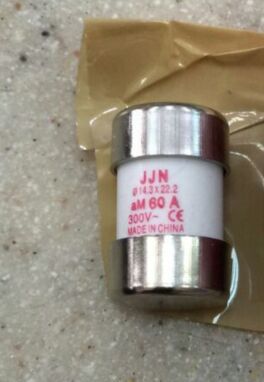 JJN
Ø14.3X22.2
aM 60 A
300V~ CE
MADE IN CHINA